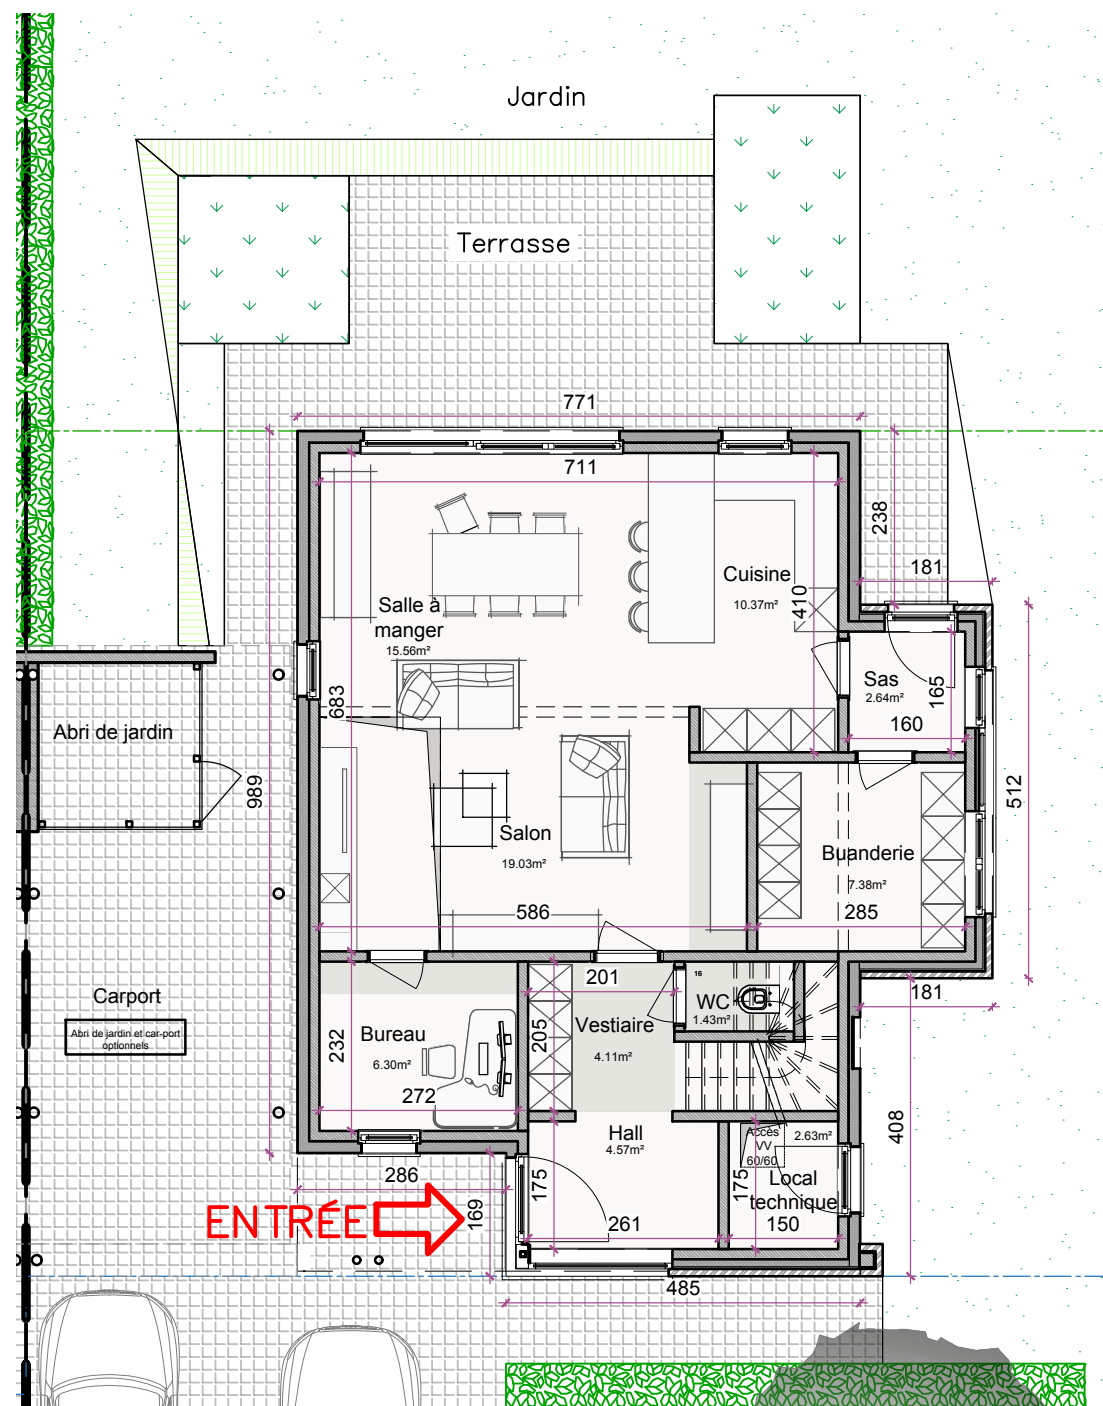 Jardin
Terrasse
771
711
238
181
Cuisine
10.37m²
410
Salle à
manger
15.56m²
683
Sas
2.64m²
165
160
Abri de jardin
989
512
Salon
19.03m²
Buanderie
7.38m²
586
285
201
181
Carport
Abri de jardin et car-port
optionnels
16
WC
1.43m²
Bureau
6.30m²
232
205
Vestiaire
4.11m²
272
408
Hall
4.57m²
Accès
VV
60/60
2.63m²
175
175
Local
technique
286
169
ENTRÉE
261
150
485